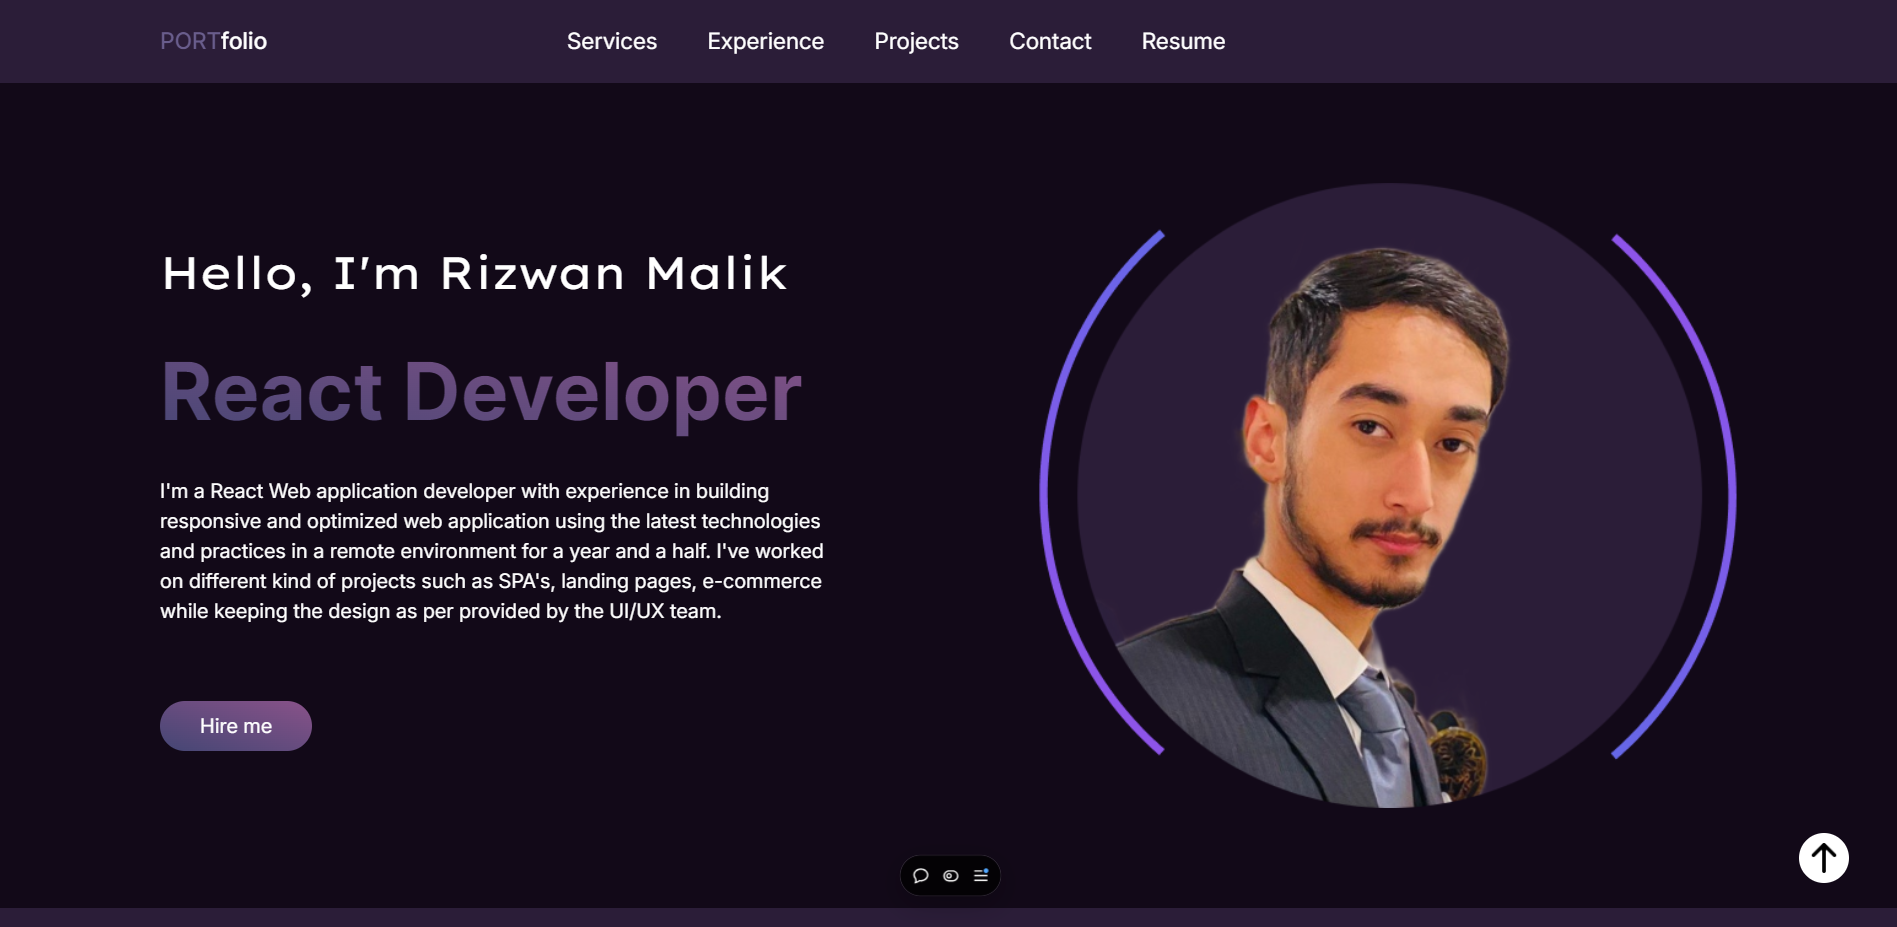 PORTfolio
Services Experience Projects Contact Resume
Hello, I'm Rizwan Malik
React Developer
I'm a React Web application developer with experience in building
responsive and optimized web application using the latest technologies
and practices in a remote environment for a year and a half. I've worked
on different kind of projects such as SPA's, landing pages, e-commerce
while keeping the design as per provided by the UI/UX team.
Hire me